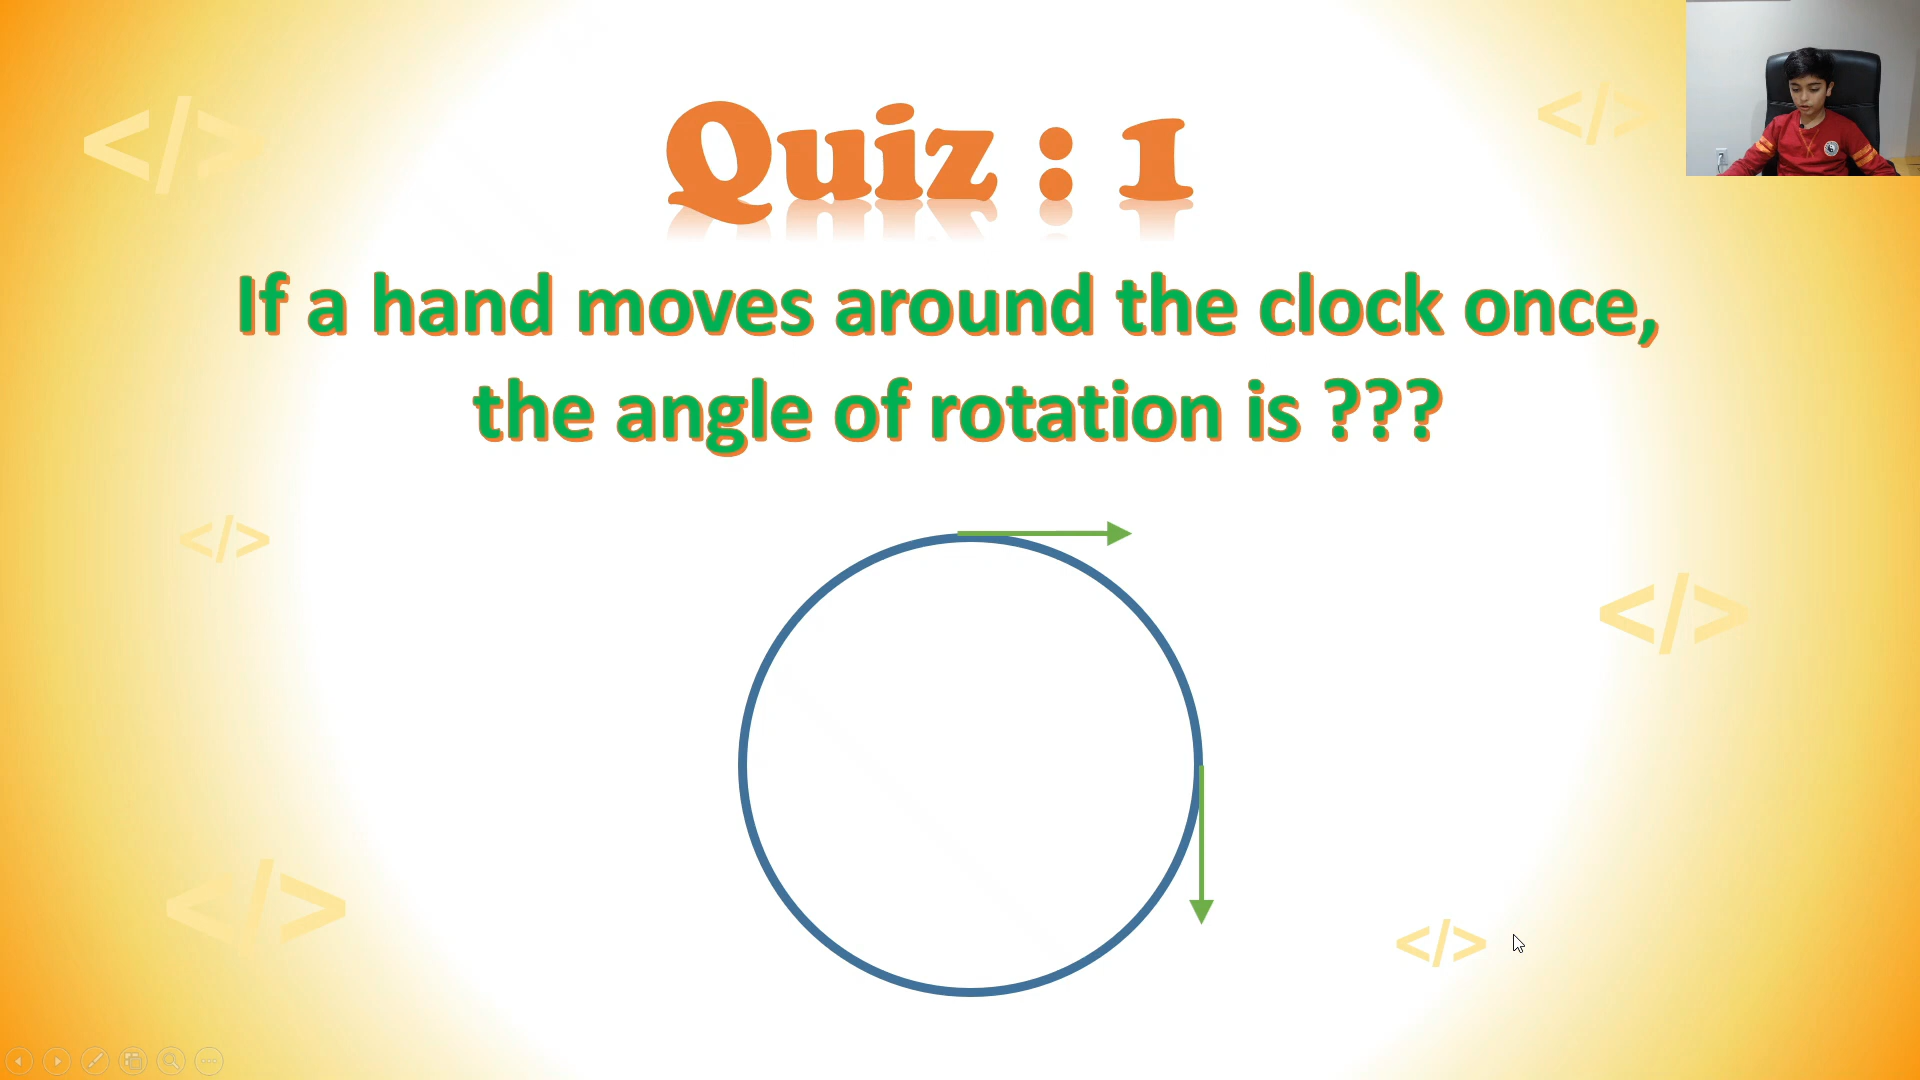 Quiz : 1
If a hand moves around the clock once,
the angle of rotation is ???
</>
</>
</>
</>
</>
</>